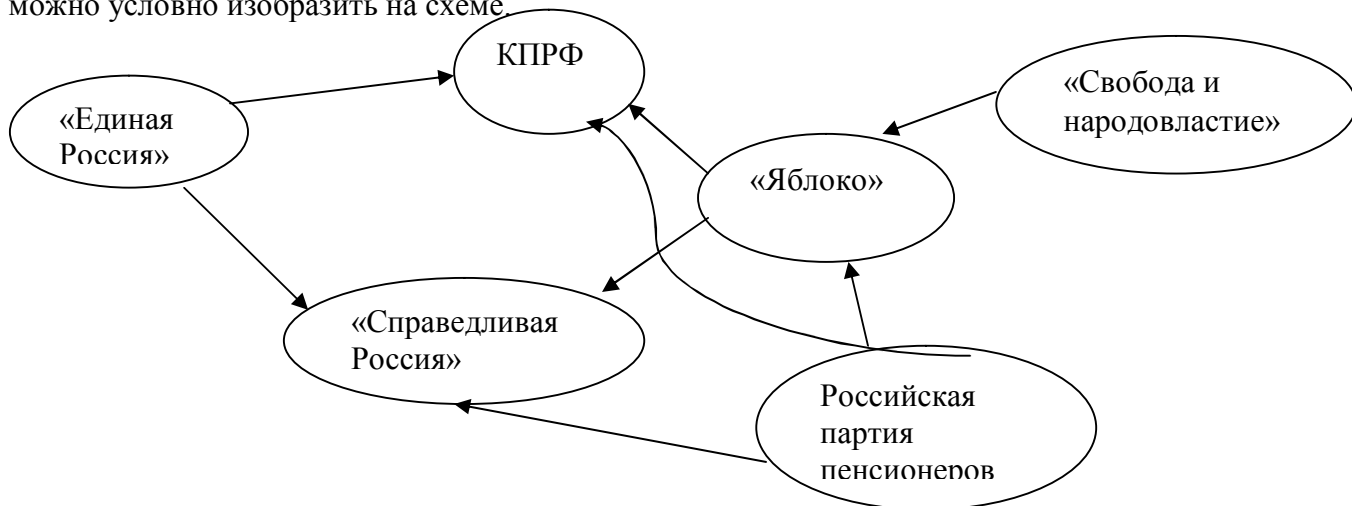 можно условно изобразить на схеме.
КПРФ
«Свобода и
народовластие»
«Единая
Россия»
«Яблоко»
«Справедливая
Россия»
Российская
партия
пенсионеров